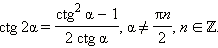 ctg 2α = (ctg² α − 1) / (2 ctg α), α ≠ πn/2, n ∈ ℤ.